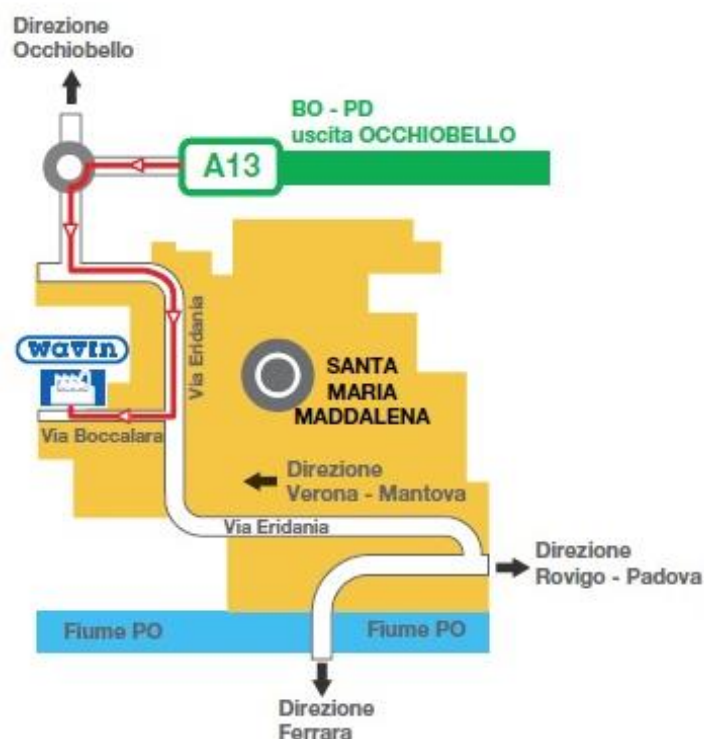 Direzione
Occhiobello
BO - PD
uscita OCCHIOBELLO
A13
Via Eridania
wavin
SANTA
MARIA
MADDALENA
Via Boccalara
Direzione
Verona - Mantova
Via Eridania
Direzione
Rovigo - Padova
Fiume PO
Fiume PO
Direzione
Ferrara